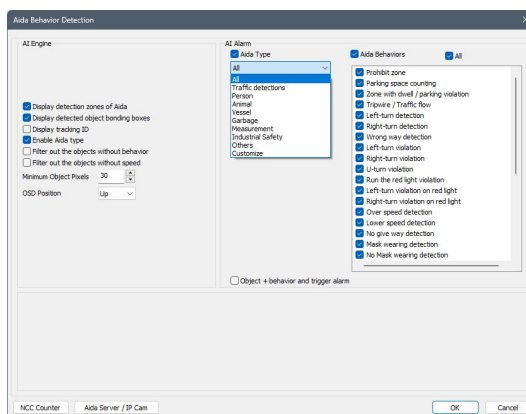 Aida Behavior Detection
AI Engine
Display detection zones of Aida
Display detected object bonding boxes
Display tracking ID
Enable Aida type
Filter out the objects without behavior
Filter out the objects without speed
Minimum Object Pixels 30
OSD Position Up
AI Alarm
Aida Type
All
All
Traffic detections
Person
Animal
Vessel
Garbage
Measurement
Industrial Safety
Others
Customize
Aida Behaviors All
Prohibit zone
Parking space counting
Zone with dwell / parking violation
Tripwire / Traffic flow
Left-turn detection
Right-turn detection
Wrong way detection
Left-turn violation
Right-turn violation
U-turn violation
Run the red light violation
Left-turn violation on red light
Right-turn violation on red light
Over speed detection
Lower speed detection
No give way detection
Mask wearing detection
No Mask wearing detection
Object + behavior and trigger alarm
NCC Counter Aida Server / IP Cam OK Cancel